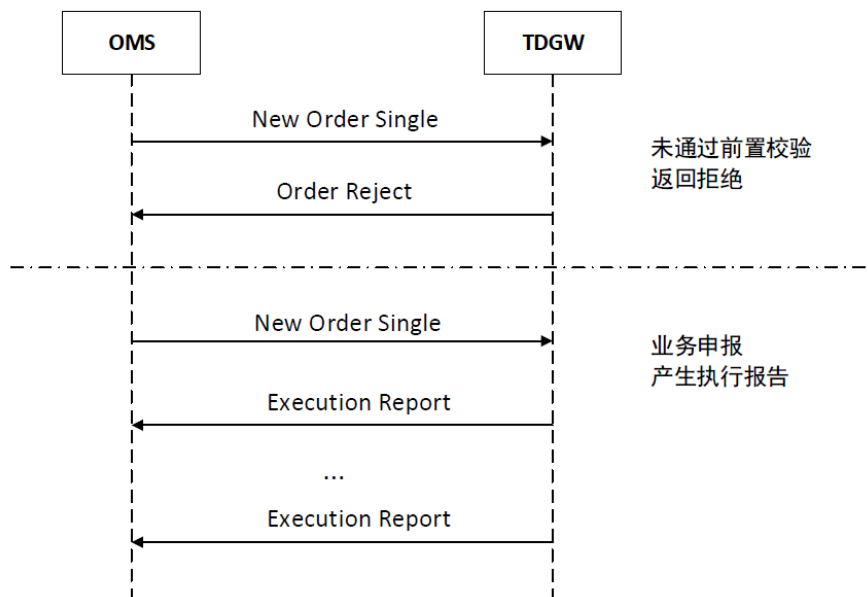 OMS
TDGW
New Order Single
未通过前置校验
返回拒绝
Order Reject
New Order Single
业务申报
产生执行报告
Execution Report
...
Execution Report